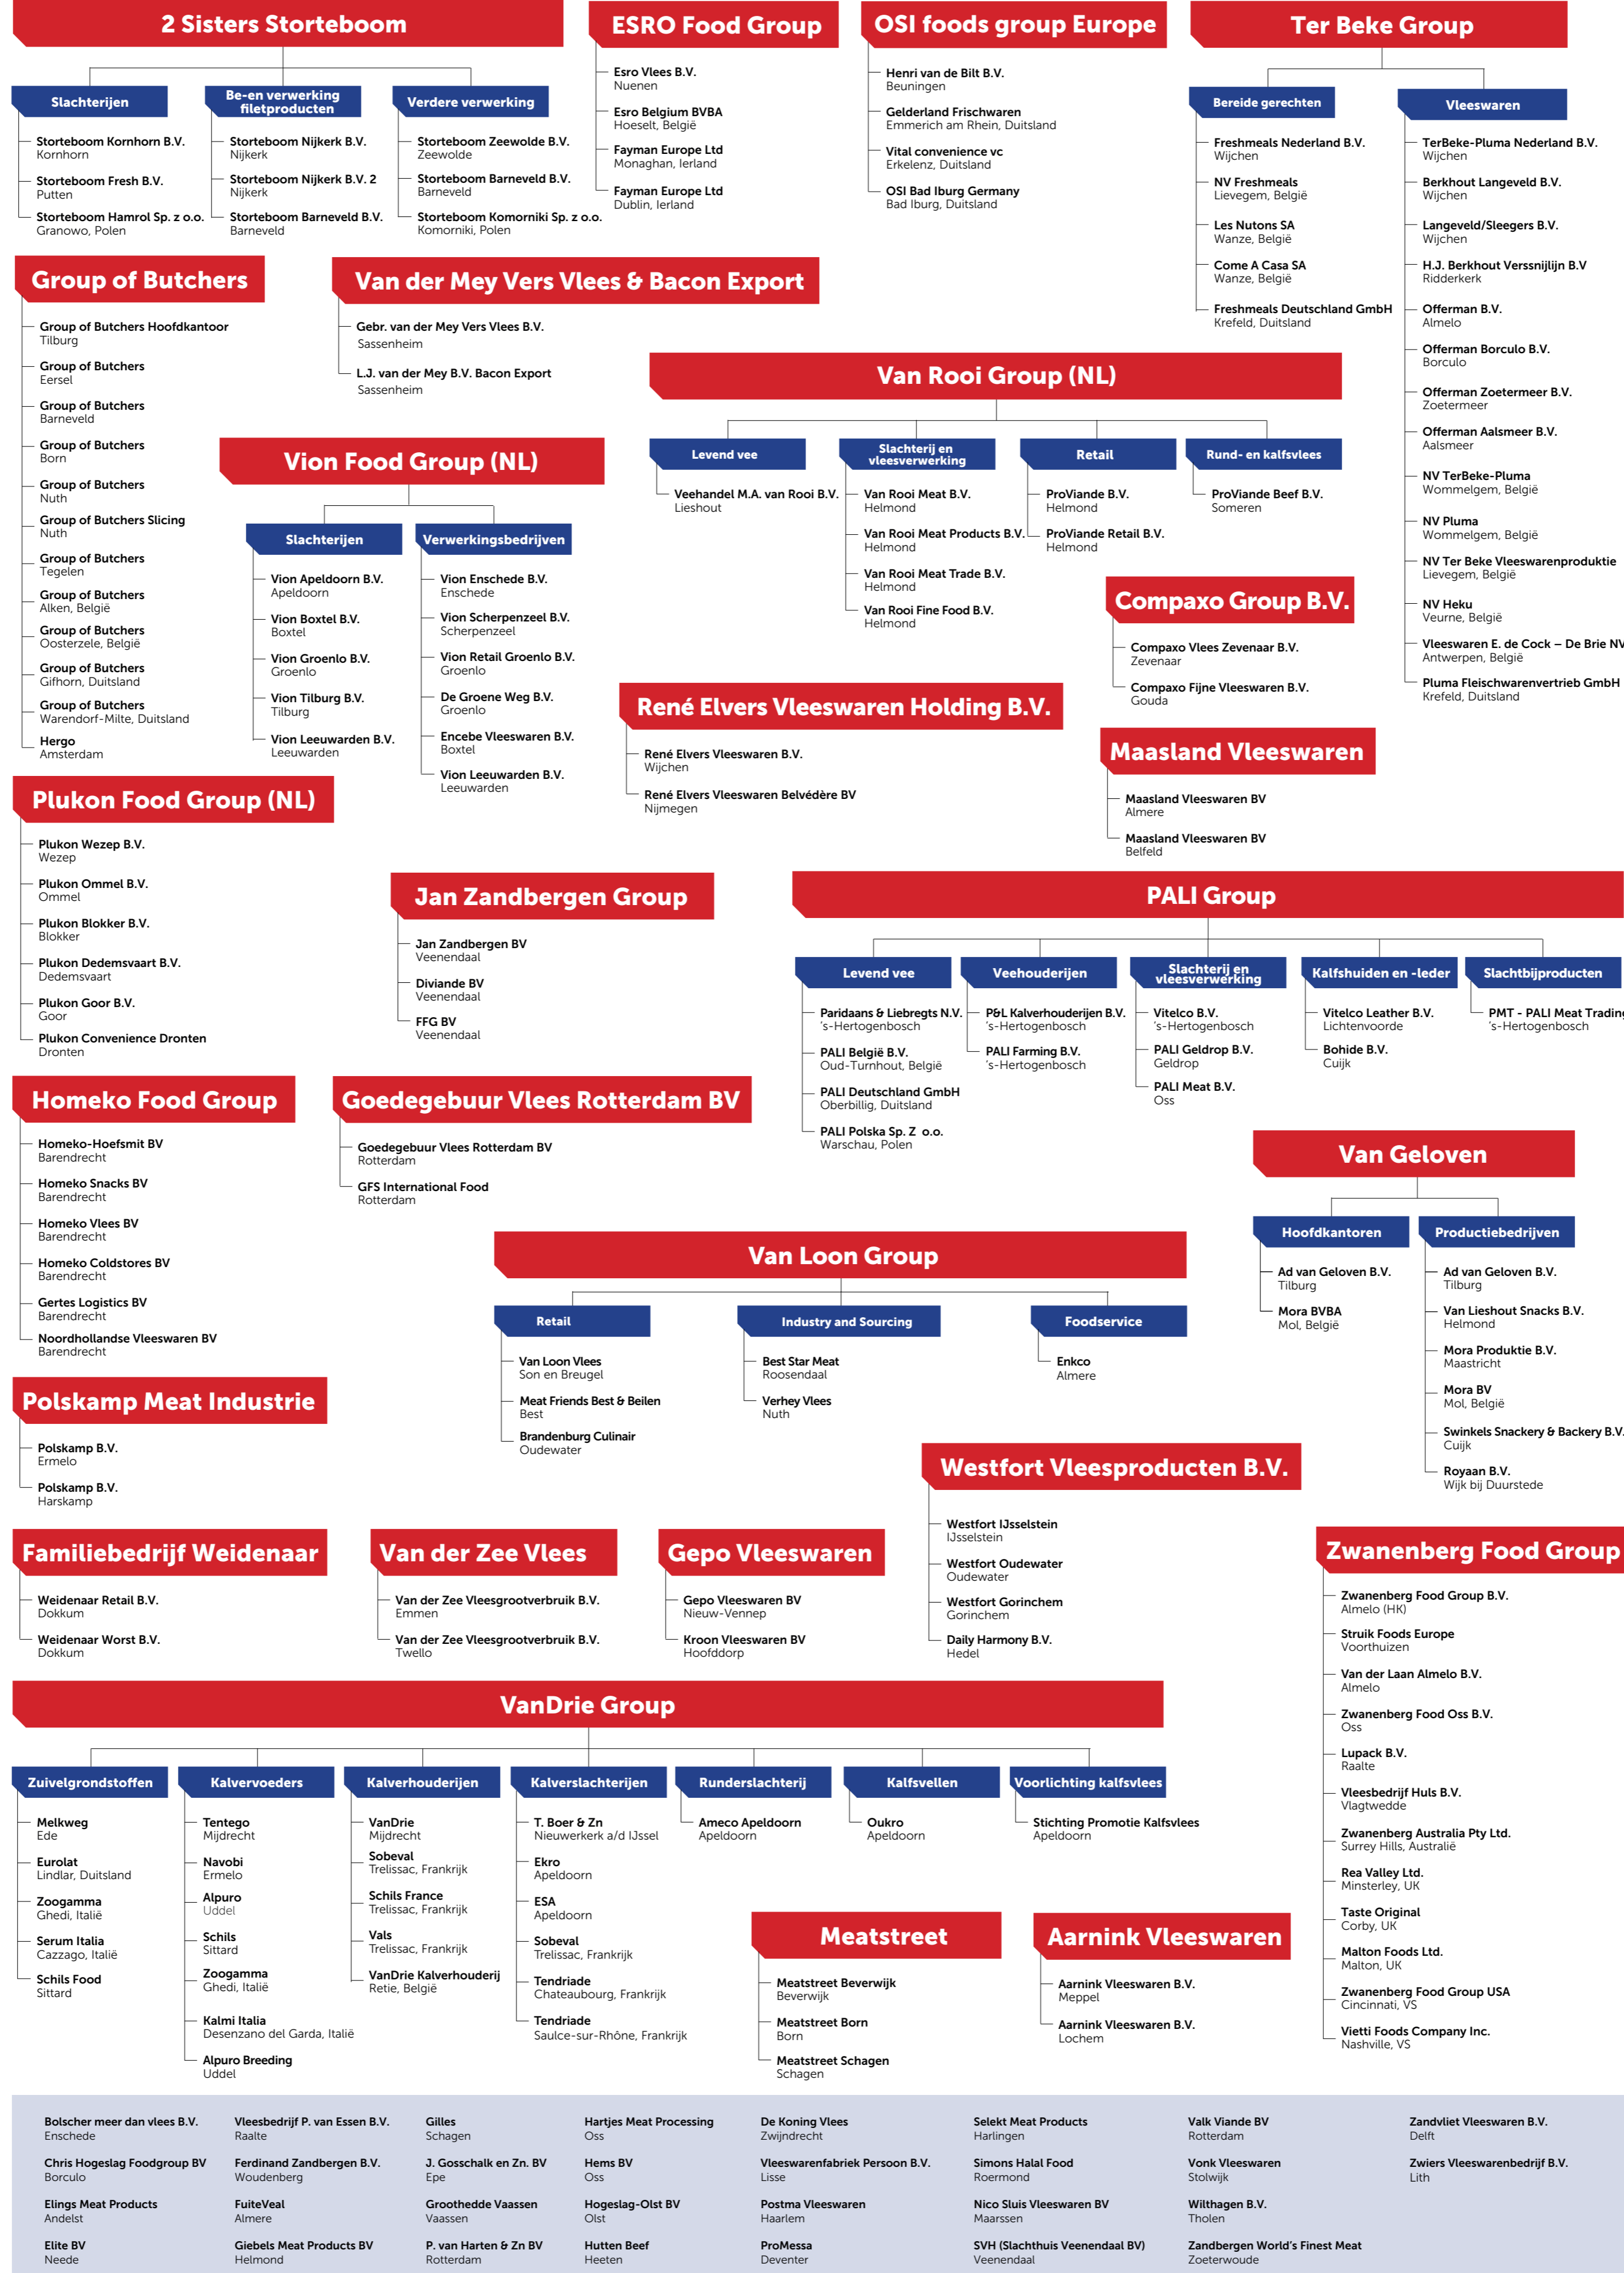 2 Sisters Storteboom
Slachterijen
Storteboom Kornhorn B.V.
Kornhorn
Storteboom Fresh B.V.
Putten
Storteboom Hamrol Sp. z o.o.
Granowo, Polen
Be-en verwerking
filetproducten
Storteboom Nijkerk B.V.
Nijkerk
Storteboom Nijkerk B.V. 2
Nijkerk
Storteboom Barneveld B.V.
Barneveld
Verdere verwerking
Storteboom Zeewolde B.V.
Zeewolde
Storteboom Barneveld B.V.
Barneveld
Storteboom Komorniki Sp. z o.o.
Komorniki, Polen
ESRO Food Group
Esro Vlees B.V.
Nuenen
Esro Belgium BVBA
Hoeselt, België
Fayman Europe Ltd
Monaghan, Ierland
Fayman Europe Ltd
Dublin, Ierland
OSI foods group Europe
Henri van de Bilt B.V.
Beuningen
Gelderland Frischwaren
Emmerich am Rhein, Duitsland
Vital convenience vc
Erkelenz, Duitsland
OSI Bad Iburg Germany
Bad Iburg, Duitsland
Ter Beke Group
Bereide gerechten
Freshmeals Nederland B.V.
Wijchen
NV Freshmeals
Lievegem, België
Les Nutons SA
Wanze, België
Come A Casa SA
Wanze, België
Freshmeals Deutschland GmbH
Krefeld, Duitsland
Vleeswaren
TerBeke-Pluma Nederland B.V.
Wijchen
Berkhout Langeveld B.V.
Wijchen
Langeveld/Sleegers B.V.
Wijchen
H.J. Berkhout Verssnijlijn B.V
Ridderkerk
Offerman B.V.
Almelo
Offerman Borculo B.V.
Borculo
Offerman Zoetermeer B.V.
Zoetermeer
Offerman Aalsmeer B.V.
Aalsmeer
NV TerBeke-Pluma
Wommelgem, België
NV Pluma
Wommelgem, België
NV Ter Beke Vleeswarenproduktie
Lievegem, België
NV Heku
Veurne, België
Vleeswaren E. de Cock – De Brie NV
Antwerpen, België
Pluma Fleischwarenvertrieb GmbH
Krefeld, Duitsland
Group of Butchers
Group of Butchers Hoofdkantoor
Tilburg
Group of Butchers
Eersel
Group of Butchers
Barneveld
Group of Butchers
Born
Group of Butchers
Nuth
Group of Butchers Slicing
Nuth
Group of Butchers
Tegelen
Group of Butchers
Alken, België
Group of Butchers
Oosterzele, België
Group of Butchers
Gifhorn, Duitsland
Group of Butchers
Warendorf-Milte, Duitsland
Hergo
Amsterdam
Van der Mey Vers Vlees & Bacon Export
Gebr. van der Mey Vers Vlees B.V.
Sassenheim
L.J. van der Mey B.V. Bacon Export
Sassenheim
Van Rooi Group (NL)
Levend vee
Veehandel M.A. van Rooi B.V.
Lieshout
Slachterij en
vleesverwerking
Van Rooi Meat B.V.
Helmond
Van Rooi Meat Products B.V.
Helmond
Van Rooi Meat Trade B.V.
Helmond
Van Rooi Fine Food B.V.
Helmond
Retail
ProViande B.V.
Helmond
ProViande Retail B.V.
Helmond
Rund- en kalfsvlees
ProViande Beef B.V.
Someren
Vion Food Group (NL)
Slachterijen
Vion Apeldoorn B.V.
Apeldoorn
Vion Boxtel B.V.
Boxtel
Vion Groenlo B.V.
Groenlo
Vion Tilburg B.V.
Tilburg
Vion Leeuwarden B.V.
Leeuwarden
Verwerkingsbedrijven
Vion Enschede B.V.
Enschede
Vion Scherpenzeel B.V.
Scherpenzeel
Vion Retail Groenlo B.V.
Groenlo
De Groene Weg B.V.
Groenlo
Encebe Vleeswaren B.V.
Boxtel
Vion Leeuwarden B.V.
Leeuwarden
Compaxo Group B.V.
Compaxo Vlees Zevenaar B.V.
Zevenaar
Compaxo Fijne Vleeswaren B.V.
Gouda
René Elvers Vleeswaren Holding B.V.
René Elvers Vleeswaren B.V.
Wijchen
René Elvers Vleeswaren Belvédère BV
Nijmegen
Maasland Vleeswaren
Maasland Vleeswaren BV
Almere
Maasland Vleeswaren BV
Belfeld
Plukon Food Group (NL)
Plukon Wezep B.V.
Wezep
Plukon Ommel B.V.
Ommel
Plukon Blokker B.V.
Blokker
Plukon Dedemsvaart B.V.
Dedemsvaart
Plukon Goor B.V.
Goor
Plukon Convenience Dronten
Dronten
Jan Zandbergen Group
Jan Zandbergen BV
Veenendaal
Diviande BV
Veenendaal
FFG BV
Veenendaal
PALI Group
Levend vee
Paridaans & Liebregts N.V.
's-Hertogenbosch
PALI België B.V.
Oud-Turnhout, België
PALI Deutschland GmbH
Oberbillig, Duitsland
PALI Polska Sp. Z o.o.
Warschau, Polen
Veehouderijen
P&L Kalverhouderijen B.V.
's-Hertogenbosch
PALI Farming B.V.
's-Hertogenbosch
Slachterij en
vleesverwerking
Vitelco B.V.
's-Hertogenbosch
PALI Geldrop B.V.
Geldrop
PALI Meat B.V.
Oss
Kalfshuiden en -leder
Vitelco Leather B.V.
Lichtenvoorde
Bohide B.V.
Cuijk
Slachtbijproducten
PMT - PALI Meat Trading
's-Hertogenbosch
Homeko Food Group
Homeko-Hoefsmit BV
Barendrecht
Homeko Snacks BV
Barendrecht
Homeko Vlees BV
Barendrecht
Homeko Coldstores BV
Barendrecht
Gertes Logistics BV
Barendrecht
Noordhollandse Vleeswaren BV
Barendrecht
Goedegebuur Vlees Rotterdam BV
Goedegebuur Vlees Rotterdam BV
Rotterdam
GFS International Food
Rotterdam
Van Geloven
Hoofdkantoren
Ad van Geloven B.V.
Tilburg
Mora BVBA
Mol, België
Productiebedrijven
Ad van Geloven B.V.
Tilburg
Van Lieshout Snacks B.V.
Helmond
Mora Produktie B.V.
Maastricht
Mora BV
Mol, België
Swinkels Snackery & Backery B.V.
Cuijk
Royaan B.V.
Wijk bij Duurstede
Van Loon Group
Retail
Van Loon Vlees
Son en Breugel
Meat Friends Best & Beilen
Best
Brandenburg Culinair
Oudewater
Industry and Sourcing
Best Star Meat
Roosendaal
Verhey Vlees
Nuth
Foodservice
Enkco
Almere
Polskamp Meat Industrie
Polskamp B.V.
Ermelo
Polskamp B.V.
Harskamp
Westfort Vleesproducten B.V.
Westfort IJsselstein
IJsselstein
Westfort Oudewater
Oudewater
Westfort Gorinchem
Gorinchem
Daily Harmony B.V.
Hedel
Familiebedrijf Weidenaar
Weidenaar Retail B.V.
Dokkum
Weidenaar Worst B.V.
Dokkum
Van der Zee Vlees
Van der Zee Vleesgrootverbruik B.V.
Emmen
Van der Zee Vleesgrootverbruik B.V.
Twello
Gepo Vleeswaren
Gepo Vleeswaren BV
Nieuw-Vennep
Kroon Vleeswaren BV
Hoofddorp
Zwanenberg Food Group
Zwanenberg Food Group B.V.
Almelo (HK)
Struik Foods Europe
Voorthuizen
Van der Laan Almelo B.V.
Almelo
Zwanenberg Food Oss B.V.
Oss
Lupack B.V.
Raalte
Vleesbedrijf Huls B.V.
Vlagtwedde
Zwanenberg Australia Pty Ltd.
Surrey Hills, Australië
Rea Valley Ltd.
Minsterley, UK
Taste Original
Corby, UK
Malton Foods Ltd.
Malton, UK
Zwanenberg Food Group USA
Cincinnati, VS
Vietti Foods Company Inc.
Nashville, VS
VanDrie Group
Zuivelgrondstoffen
Melkweg
Ede
Eurolat
Lindlar, Duitsland
Zoogamma
Ghedi, Italië
Serum Italia
Cazzago, Italië
Schils Food
Sittard
Kalvervoeders
Tentego
Mijdrecht
Navobi
Ermelo
Alpuro
Uddel
Schils
Sittard
Zoogamma
Ghedi, Italië
Kalmi Italia
Desenzano del Garda, Italië
Alpuro Breeding
Uddel
Kalverhouderijen
VanDrie
Mijdrecht
Sobeval
Trelissac, Frankrijk
Schils France
Trelissac, Frankrijk
Vals
Trelissac, Frankrijk
VanDrie Kalverhouderij
Retie, België
Kalverslachterijen
T. Boer & Zn
Nieuwerkerk a/d IJssel
Ekro
Apeldoorn
ESA
Apeldoorn
Sobeval
Trelissac, Frankrijk
Tendriade
Chateaubourg, Frankrijk
Tendriade
Saulce-sur-Rhône, Frankrijk
Runderslachterij
Ameco Apeldoorn
Apeldoorn
Kalfsvellen
Oukro
Apeldoorn
Voorlichting kalfsvlees
Stichting Promotie Kalfsvlees
Apeldoorn
Meatstreet
Meatstreet Beverwijk
Beverwijk
Meatstreet Born
Born
Meatstreet Schagen
Schagen
Aarnink Vleeswaren
Aarnink Vleeswaren B.V.
Meppel
Aarnink Vleeswaren B.V.
Lochem
Bolscher meer dan vlees B.V.
Enschede
Chris Hogeslag Foodgroup BV
Borculo
Elings Meat Products
Andelst
Elite BV
Neede
Vleesbedrijf P. van Essen B.V.
Raalte
Ferdinand Zandbergen B.V.
Woudenberg
FuiteVeal
Almere
Giebels Meat Products BV
Helmond
Gilles
Schagen
J. Gosschalk en Zn. BV
Epe
Groothedde Vaassen
Vaassen
P. van Harten & Zn BV
Rotterdam
Hartjes Meat Processing
Oss
Hems BV
Oss
Hogeslag-Olst BV
Olst
Hutten Beef
Heeten
De Koning Vlees
Zwijndrecht
Vleeswarenfabriek Persoon B.V.
Lisse
Postma Vleeswaren
Haarlem
ProMessa
Deventer
Selekt Meat Products
Harlingen
Simons Halal Food
Roermond
Nico Sluis Vleeswaren BV
Maarssen
SVH (Slachthuis Veenendaal BV)
Veenendaal
Valk Viande BV
Rotterdam
Vonk Vleeswaren
Stolwijk
Wilthagen B.V.
Tholen
Zandbergen World's Finest Meat
Zoeterwoude
Zandvliet Vleeswaren B.V.
Delft
Zwiers Vleeswarenbedrijf B.V.
Lith